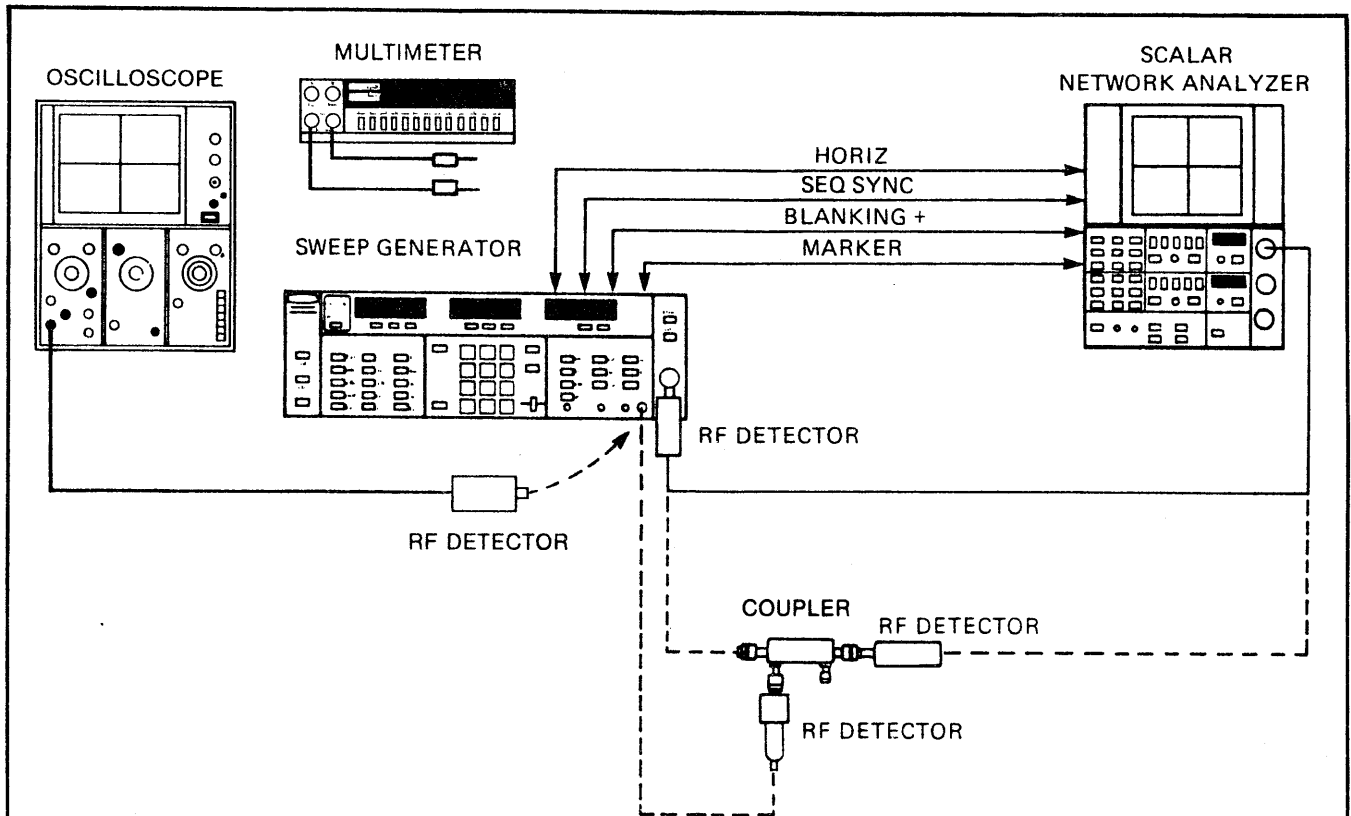 MULTIMETER
OSCILLOSCOPE
SCALAR
NETWORK ANALYZER
HORIZ
SEQ SYNC
BLANKING +
MARKER
SWEEP GENERATOR
RF DETECTOR
RF DETECTOR
COUPLER
RF DETECTOR
RF DETECTOR